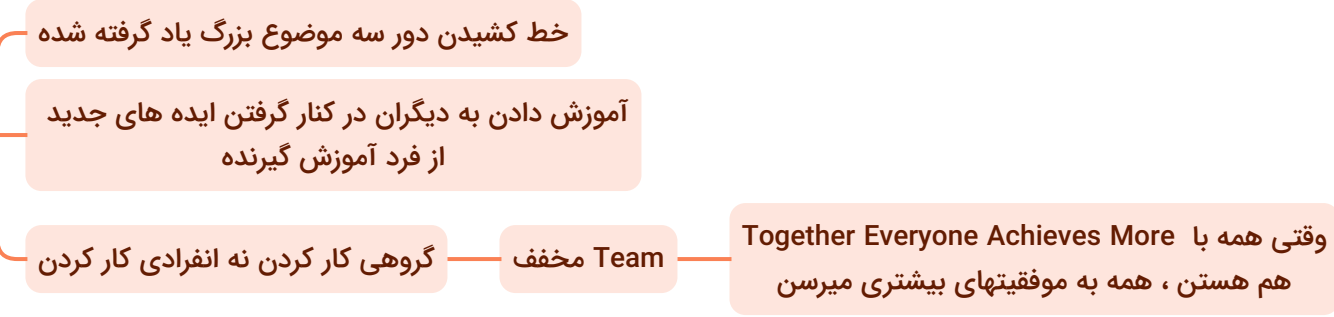 خط کشیدن دور سه موضوع بزرگ یاد گرفته شده
آموزش دادن به دیگران در کنار گرفتن ایده های جدید
از فرد آموزش گیرنده
گروهی کار کردن نه انفرادی کار کردن
Team مخفف
وقتی همه با Together Everyone Achieves More
هم هستن ، همه به موفقیتهای بیشتری میرسن